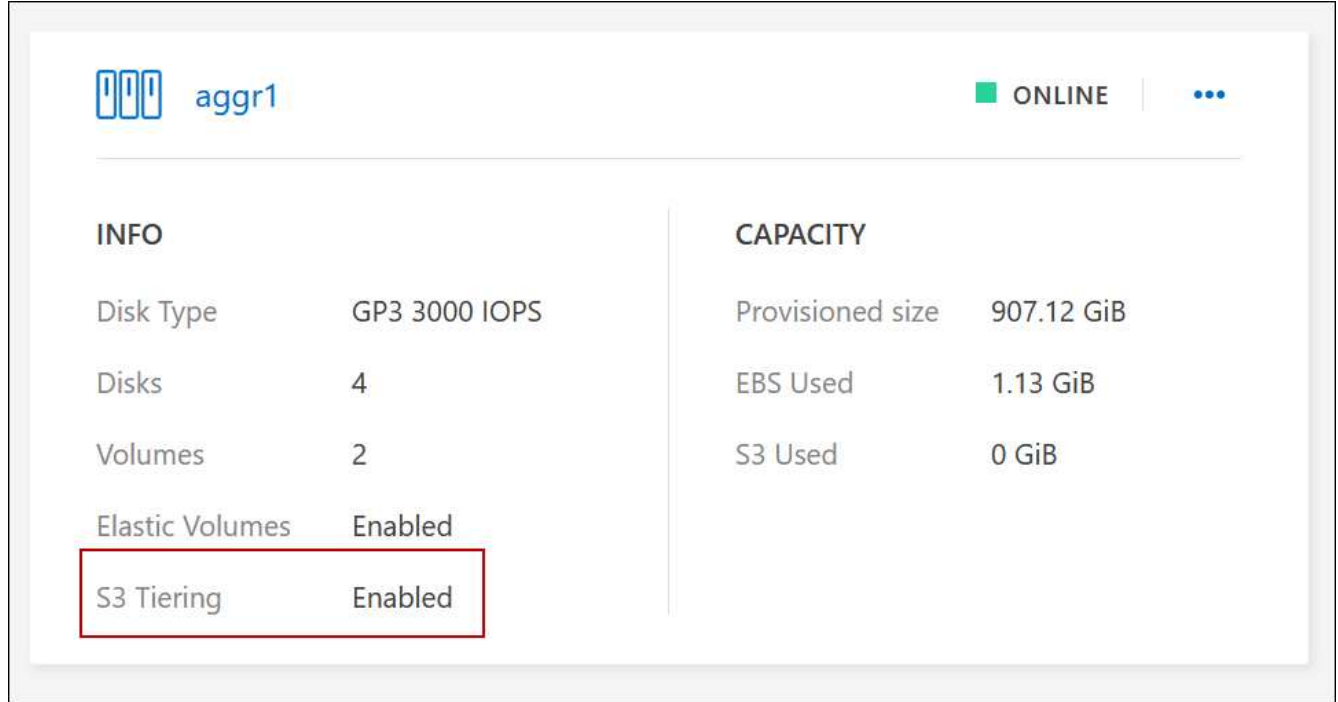 aggr1
ONLINE
INFO
Disk Type GP3 3000 IOPS
Disks 4
Volumes 2
Elastic Volumes Enabled
S3 Tiering Enabled
CAPACITY
Provisioned size 907.12 GiB
EBS Used 1.13 GiB
S3 Used 0 GiB